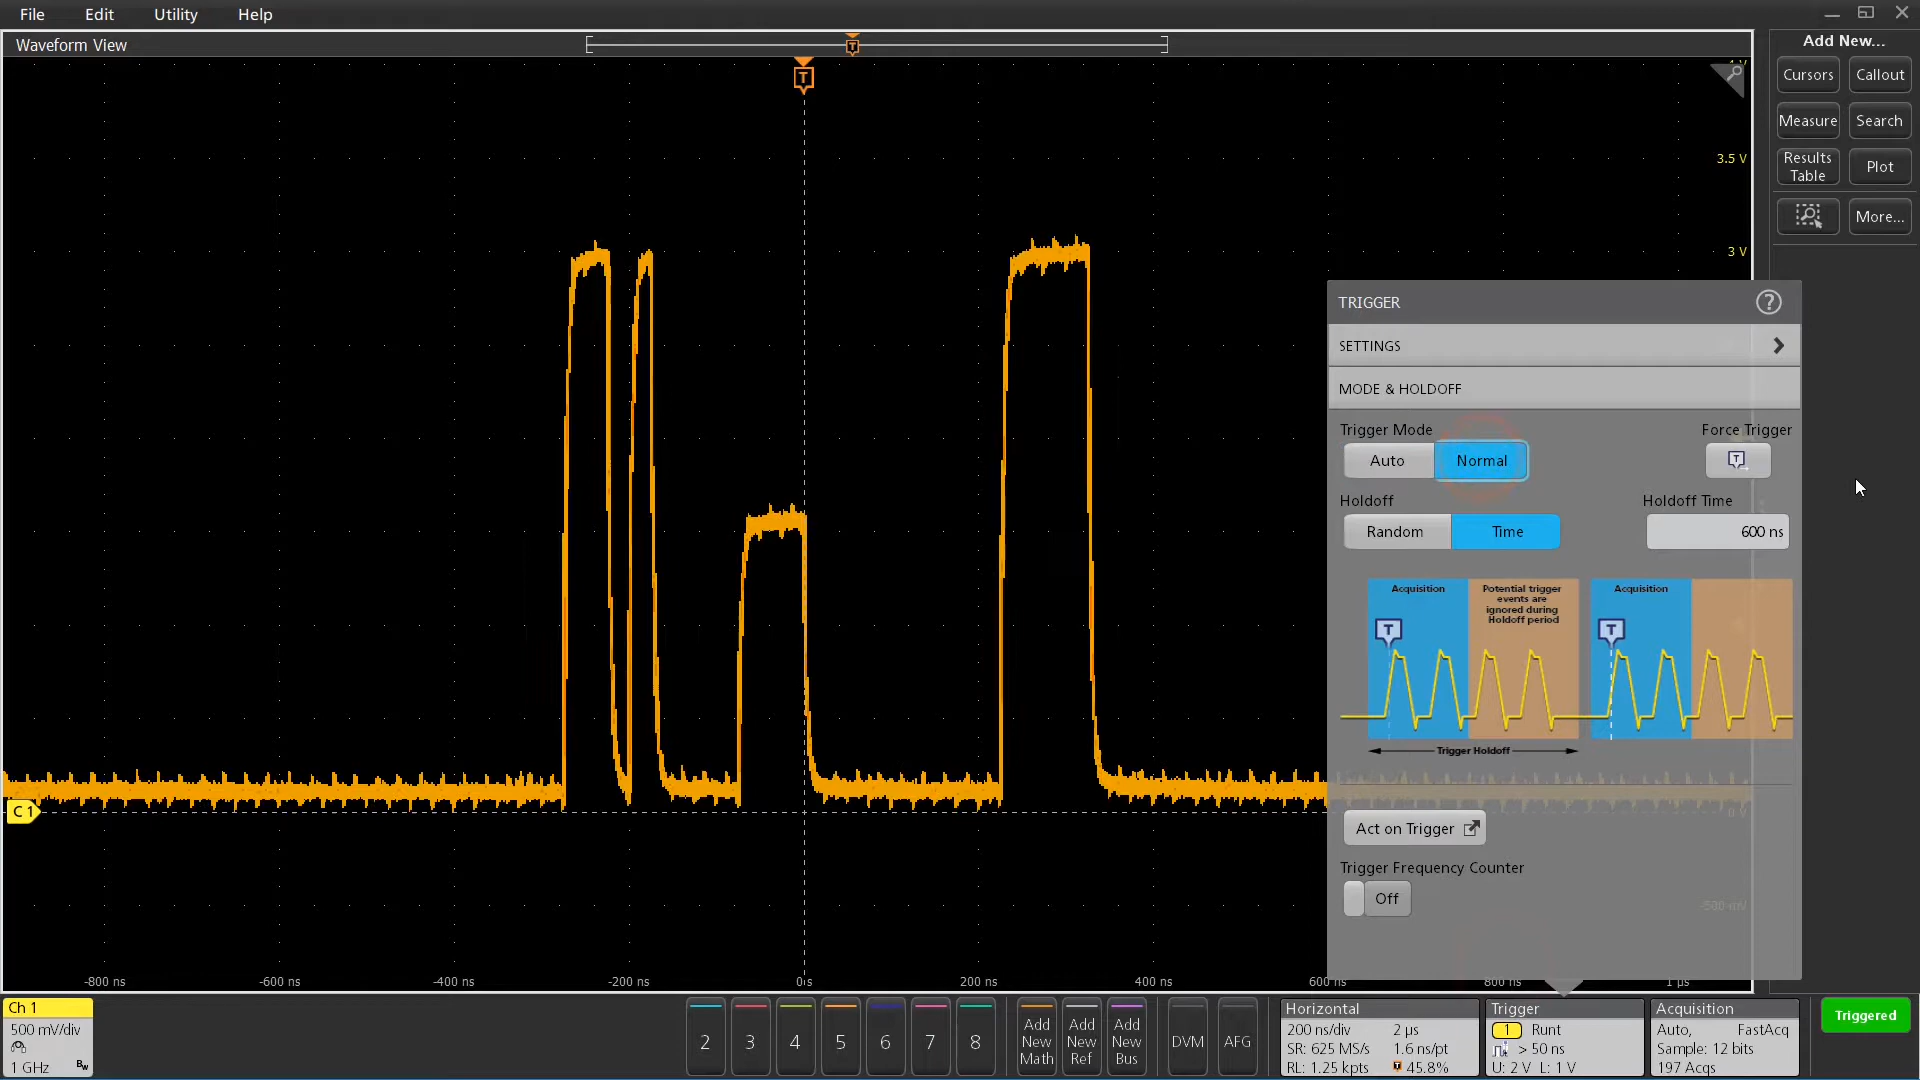 File Edit Utility Help
Waveform View
T
T
Add New...
Cursors Callout
Measure Search
Results
Table
Plot
More...
3.5 V
3 V
TRIGGER ?
SETTINGS
MODE & HOLDOFF
Trigger Mode Force Trigger
Auto Normal T
Holdoff Holdoff Time
Random Time 600 ns
Acquisition
Potential trigger
events are
ignored during
Holdoff period
Acquisition
T
T
Trigger Holdoff
0 V
Act on Trigger
Trigger Frequency Counter
Off
-500 mV
C 1
-800 ns -600 ns -400 ns -200 ns 0 s 200 ns 400 ns 600 ns 800 ns 1 µs
Ch 1
500 mV/div
1 GHz Bw
2 3 4 5 6 7 8
Add
New
Math
Add
New
Ref
Add
New
Bus
DVM AFG
Horizontal
200 ns/div 2 µs
SR: 625 MS/s 1.6 ns/pt
RL: 1.25 kpts T 45.8%
Trigger
1 Runt
> 50 ns
U: 2 V L: 1 V
Acquisition
Auto, FastAcq
Sample: 12 bits
197 Acqs
Triggered